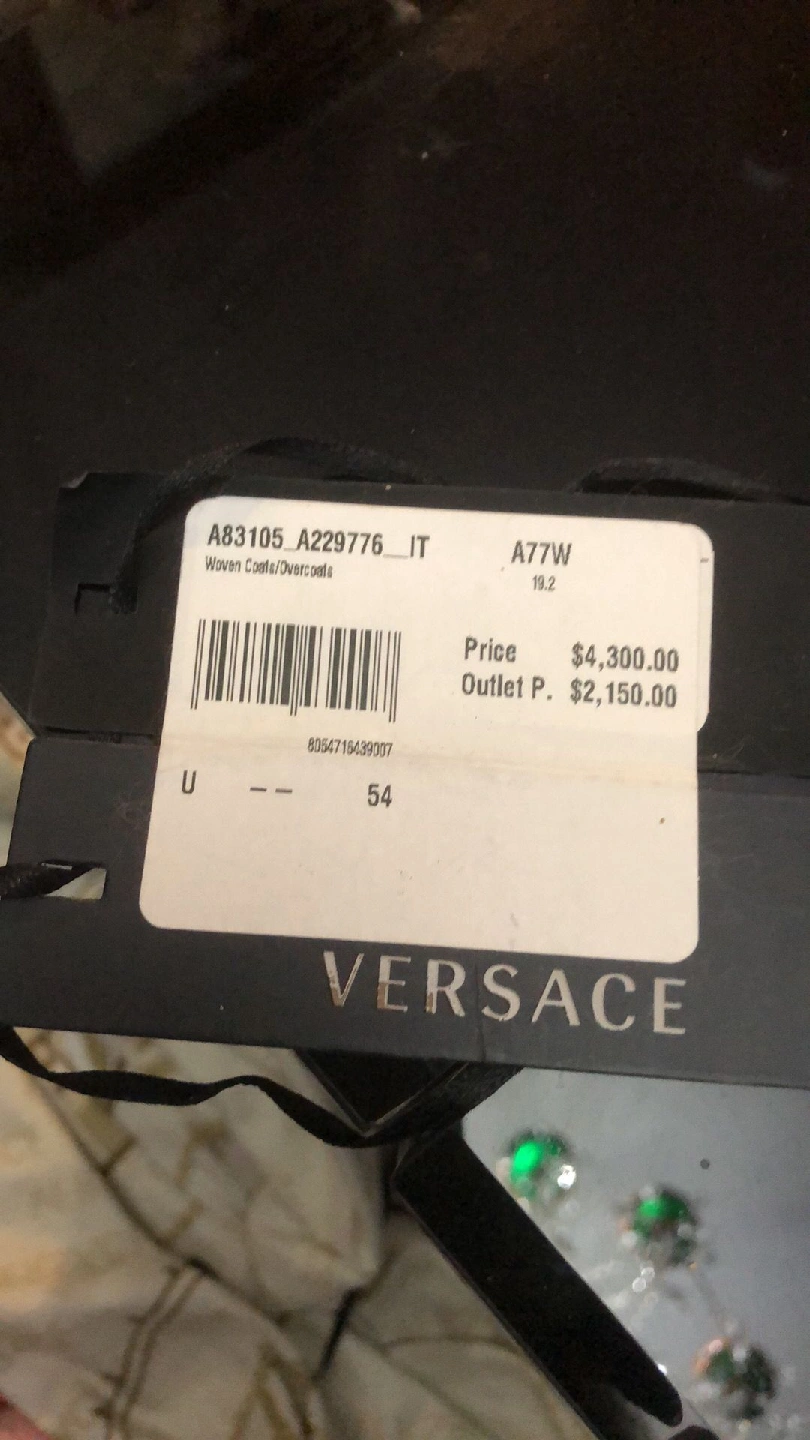 A83105_A229776__IT A77W
Woven Coats/Overcoats 19.2
Price $4,300.00
Outlet P. $2,150.00
8054716439007
U -- 54
VERSACE